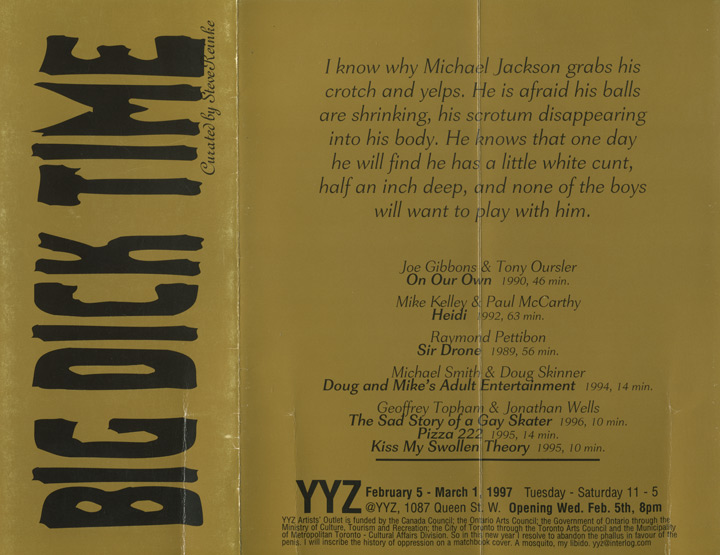 BIG DICK TIME
Curated by Steve Reinke
I know why Michael Jackson grabs his
crotch and yelps. He is afraid his balls
are shrinking, his scrotum disappearing
into his body. He knows that one day
he will find he has a little white cunt,
half an inch deep, and none of the boys
will want to play with him.
Joe Gibbons & Tony Oursler
On Our Own 1990, 46 min.
Mike Kelley & Paul McCarthy
Heidi 1992, 63 min.
Raymond Pettibon
Sir Drone 1989, 56 min.
Michael Smith & Doug Skinner
Doug and Mike's Adult Entertainment 1994, 14 min.
Geoffrey Topham & Jonathan Wells
The Sad Story of a Gay Skater 1996, 10 min.
Pizza 222 1995, 14 min.
Kiss My Swollen Theory 1995, 10 min.
YYZ February 5 - March 1, 1997 Tuesday - Saturday 11 - 5
@YYZ, 1087 Queen St. W. Opening Wed. Feb. 5th, 8pm
YYZ Artists' Outlet is funded by the Canada Council; the Ontario Arts Council; the Government of Ontario through the
Ministry of Culture, Tourism and Recreation; the City of Toronto through the Toronto Arts Council and the Municipality
of Metropolitan Toronto - Cultural Affairs Division. So in this new year I resolve to abandon the phallus in favour of the
penis. I will inscribe the history of oppression on a matchbook cover. A mosquito, my libido. yyz@interlog.com